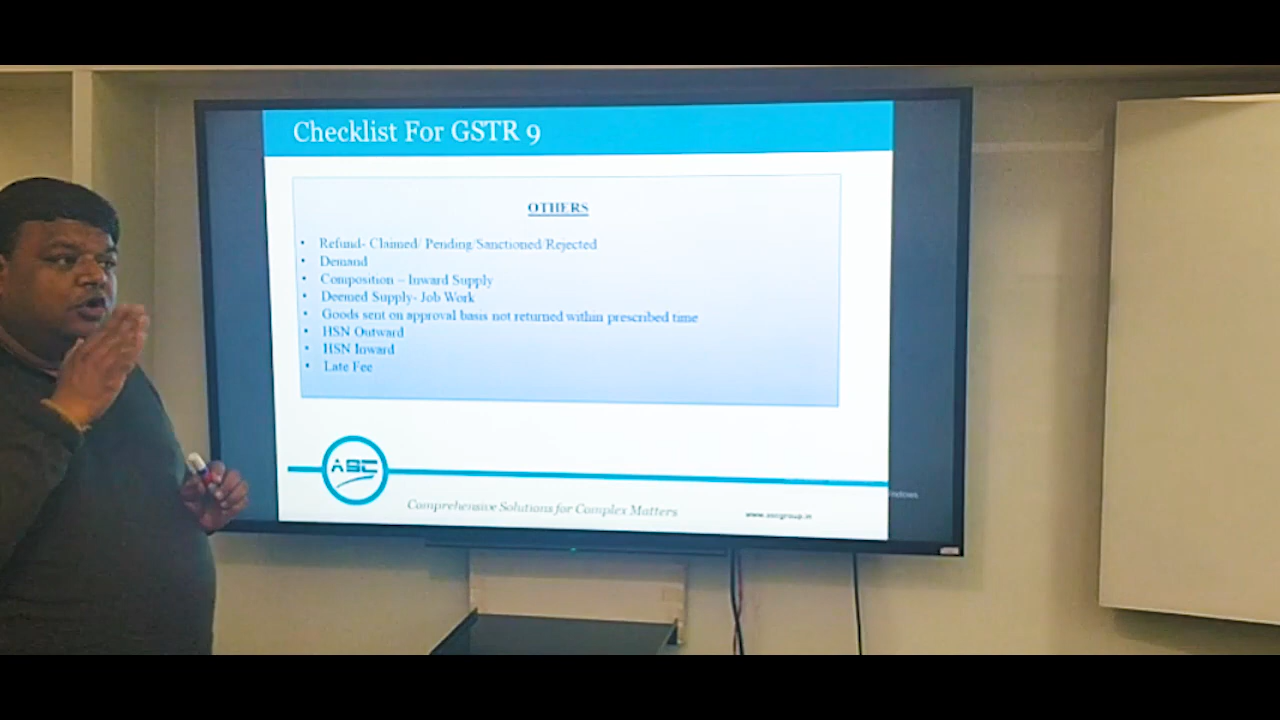 Checklist For GSTR 9
OTHERS
• Refund- Claimed/ Pending/Sanctioned/Rejected
• Demand
• Composition – Inward Supply
• Deemed Supply- Job Work
• Goods sent on approval basis not returned within prescribed time
• HSN Outward
• HSN Inward
• Late Fee
ABC
Comprehensive Solutions for Complex Matters
www.ascgroup.in